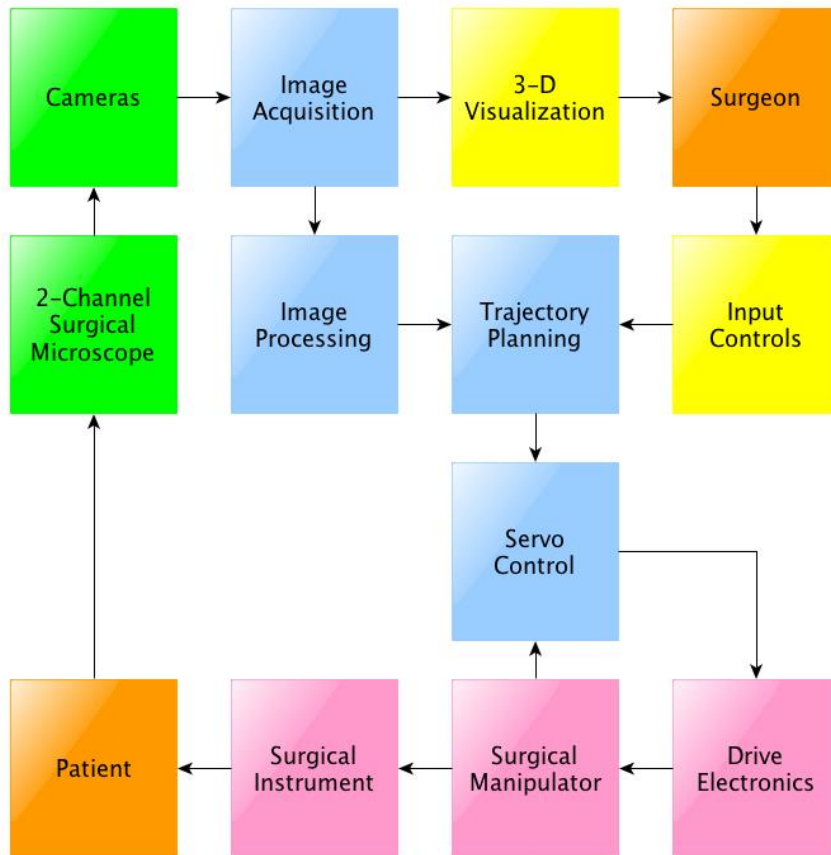 Cameras
Image
Acquisition
3-D
Visualization
Surgeon
2-Channel
Surgical
Microscope
Image
Processing
Trajectory
Planning
Input
Controls
Servo
Control
Patient
Surgical
Instrument
Surgical
Manipulator
Drive
Electronics